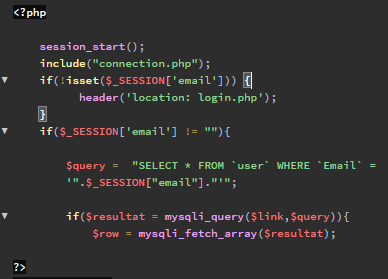 <?php
session_start();
include("connection.php");
if(!isset($_SESSION['email'])) {
header('location: login.php');
}
if($_SESSION['email'] != ""){
$query =  "SELECT * FROM `user` WHERE `Email` =
'".$_SESSION["email"]."'";
if($resultat = mysqli_query($link,$query)){
$row = mysqli_fetch_array($resultat);
?>